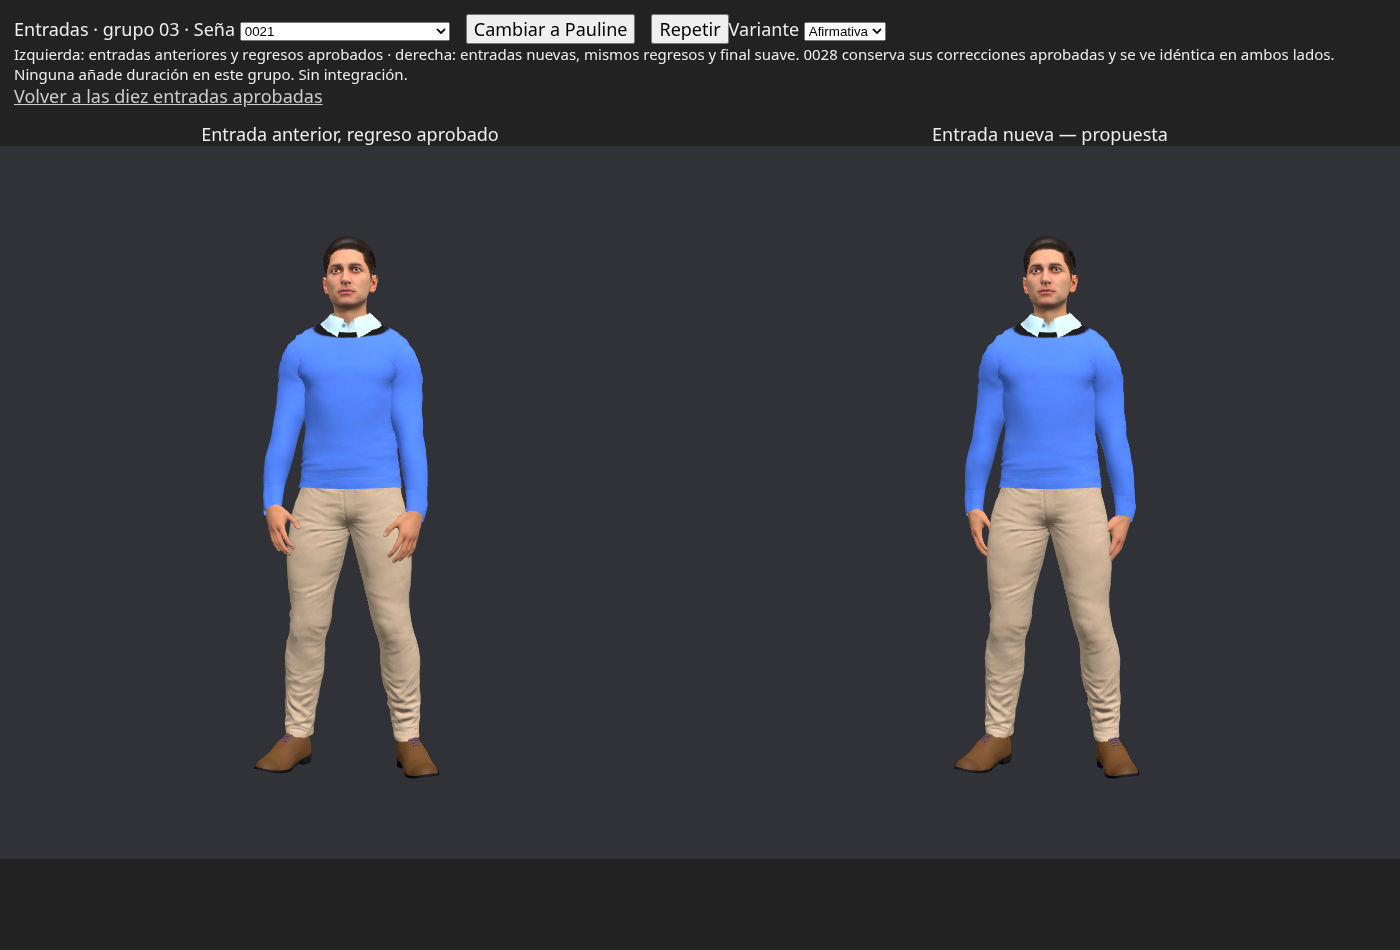 Entradas · grupo 03 · Seña 0021 Cambiar a Pauline Repetir Variante Afirmativa
Izquierda: entradas anteriores y regresos aprobados · derecha: entradas nuevas, mismos regresos y final suave. 0028 conserva sus correcciones aprobadas y se ve idéntica en ambos lados.
Ninguna añade duración en este grupo. Sin integración.
Volver a las diez entradas aprobadas
Entrada anterior, regreso aprobado
Entrada nueva — propuesta